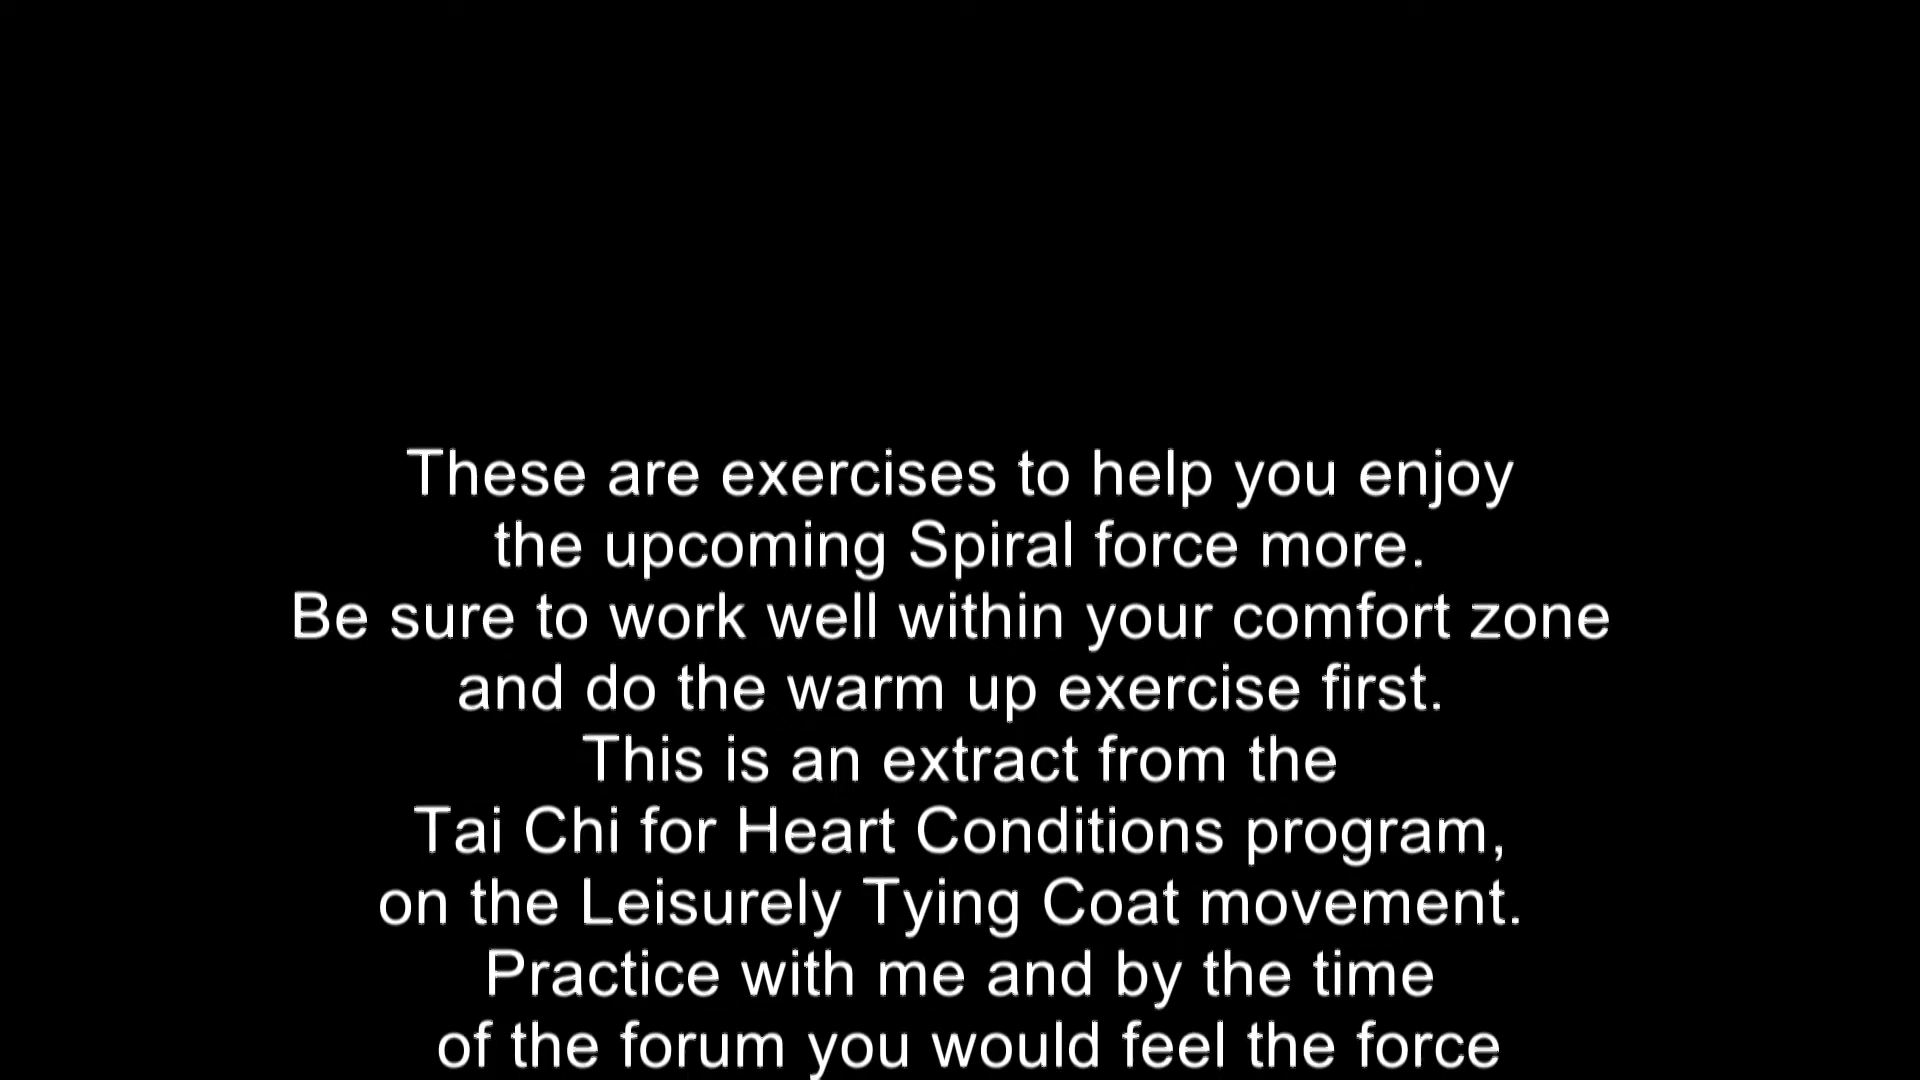 These are exercises to help you enjoy
the upcoming Spiral force more.
Be sure to work well within your comfort zone
and do the warm up exercise first.
This is an extract from the
Tai Chi for Heart Conditions program,
on the Leisurely Tying Coat movement.
Practice with me and by the time
of the forum you would feel the force